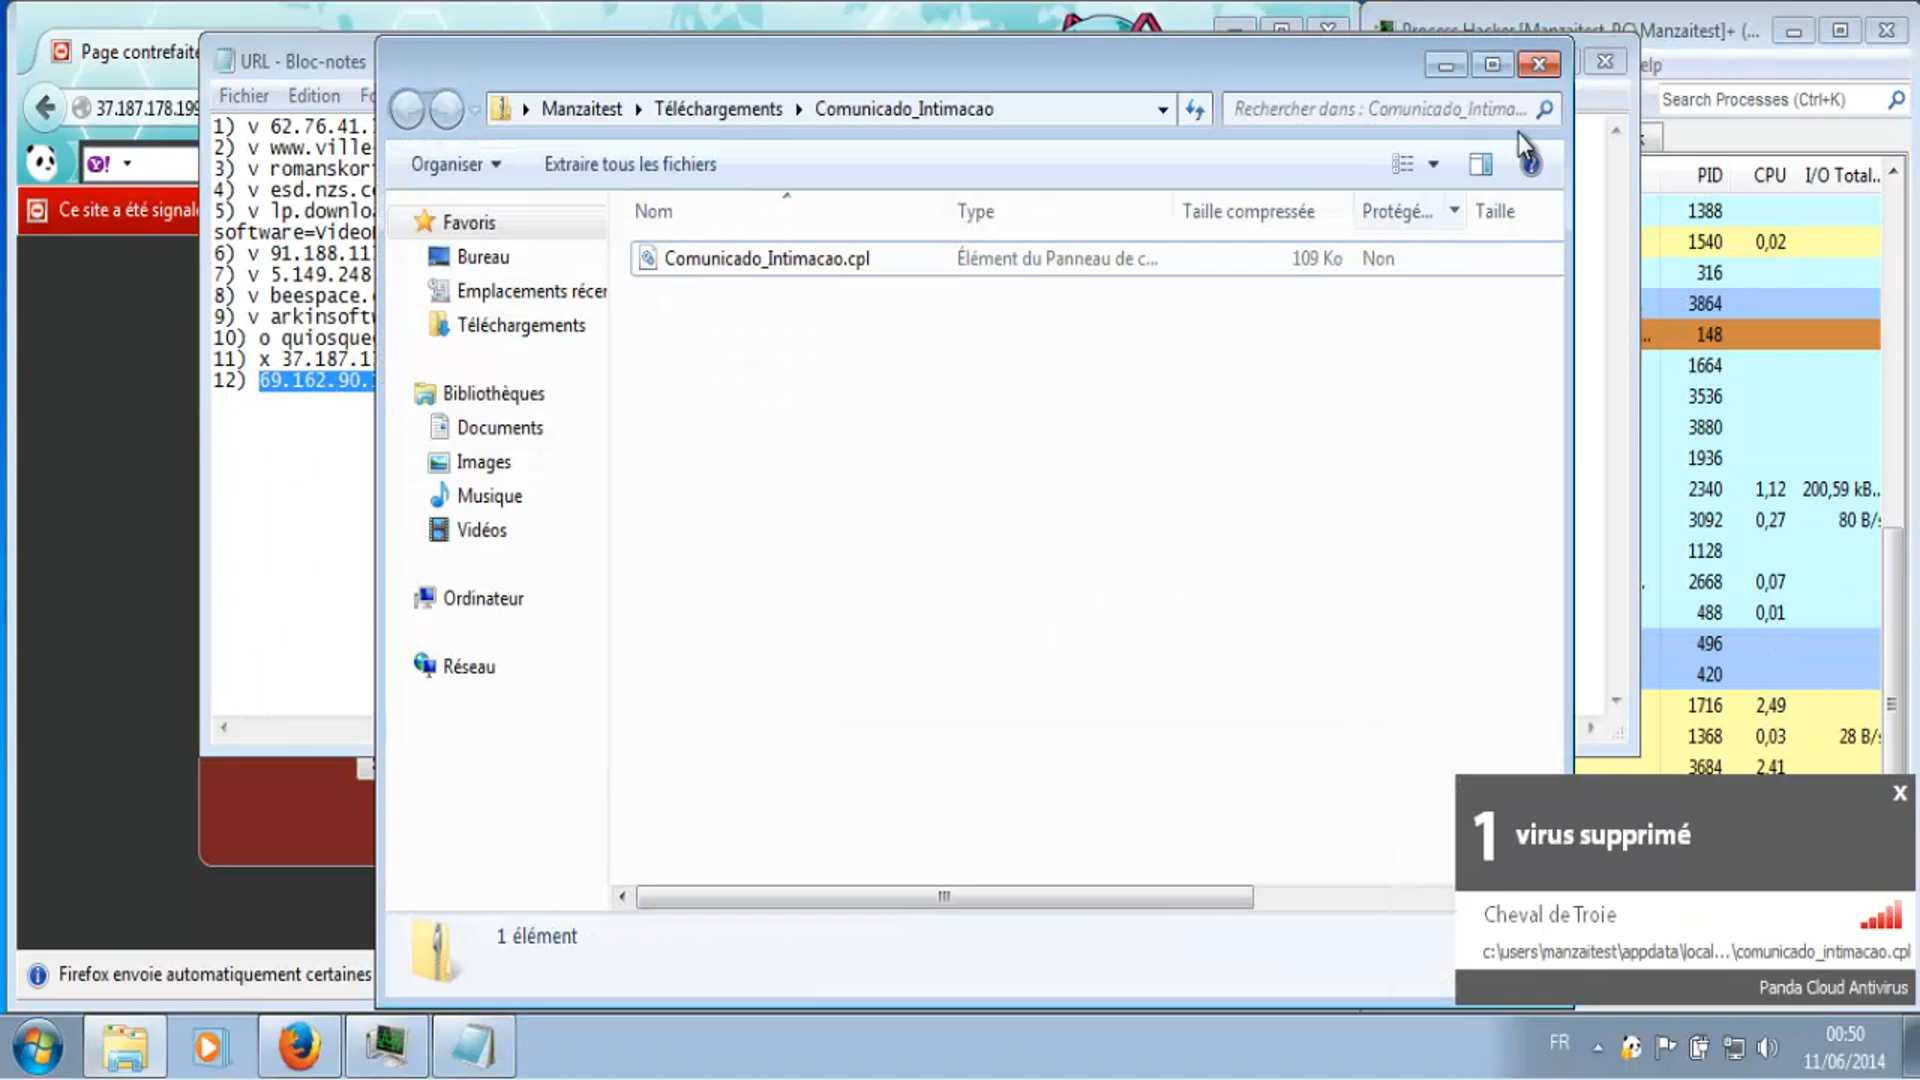 Page contrefaite
37.187.178.199
Y!
Ce site a été signal
Firefox envoie automatiquement certaines
URL - Bloc-notes
Fichier Edition Fo
1) v 62.76.41.
2) v www.ville
3) v romanskor
4) v esd.nzs.c
5) v lp.downlo
software=Video
6) v 91.188.11
7) v 5.149.248
8) v beespace.
9) v arkinsoft
10) o quiosque
11) x 37.187.1
12) 69.162.90.
Manzaitest Téléchargements Comunicado_Intimacao
Rechercher dans : Comunicado_Intima...
Organiser Extraire tous les fichiers
Nom Type Taille compressée Protégé... Taille
Comunicado_Intimacao.cpl Élément du Panneau de c... 109 Ko Non
Favoris
Bureau
Emplacements récen
Téléchargements
Bibliothèques
Documents
Images
Musique
Vidéos
Ordinateur
Réseau
1 élément
Process Hacker [Manzaitest-PC\Manzaitest]+ (...
elp
Search Processes (Ctrl+K)
PID CPU I/O Total...
1388
1540 0,02
316
3864
148
1664
3536
3880
1936
2340 1,12 200,59 kB..
3092 0,27 80 B/
1128
2668 0,07
488 0,01
496
420
1716 2,49
1368 0,03 28 B/
3684 2,41
x
1 virus supprimé
Cheval de Troie
c:\users\manzaitest\appdata\local...\comunicado_intimacao.cpl
Panda Cloud Antivirus
FR
00:50
11/06/2014